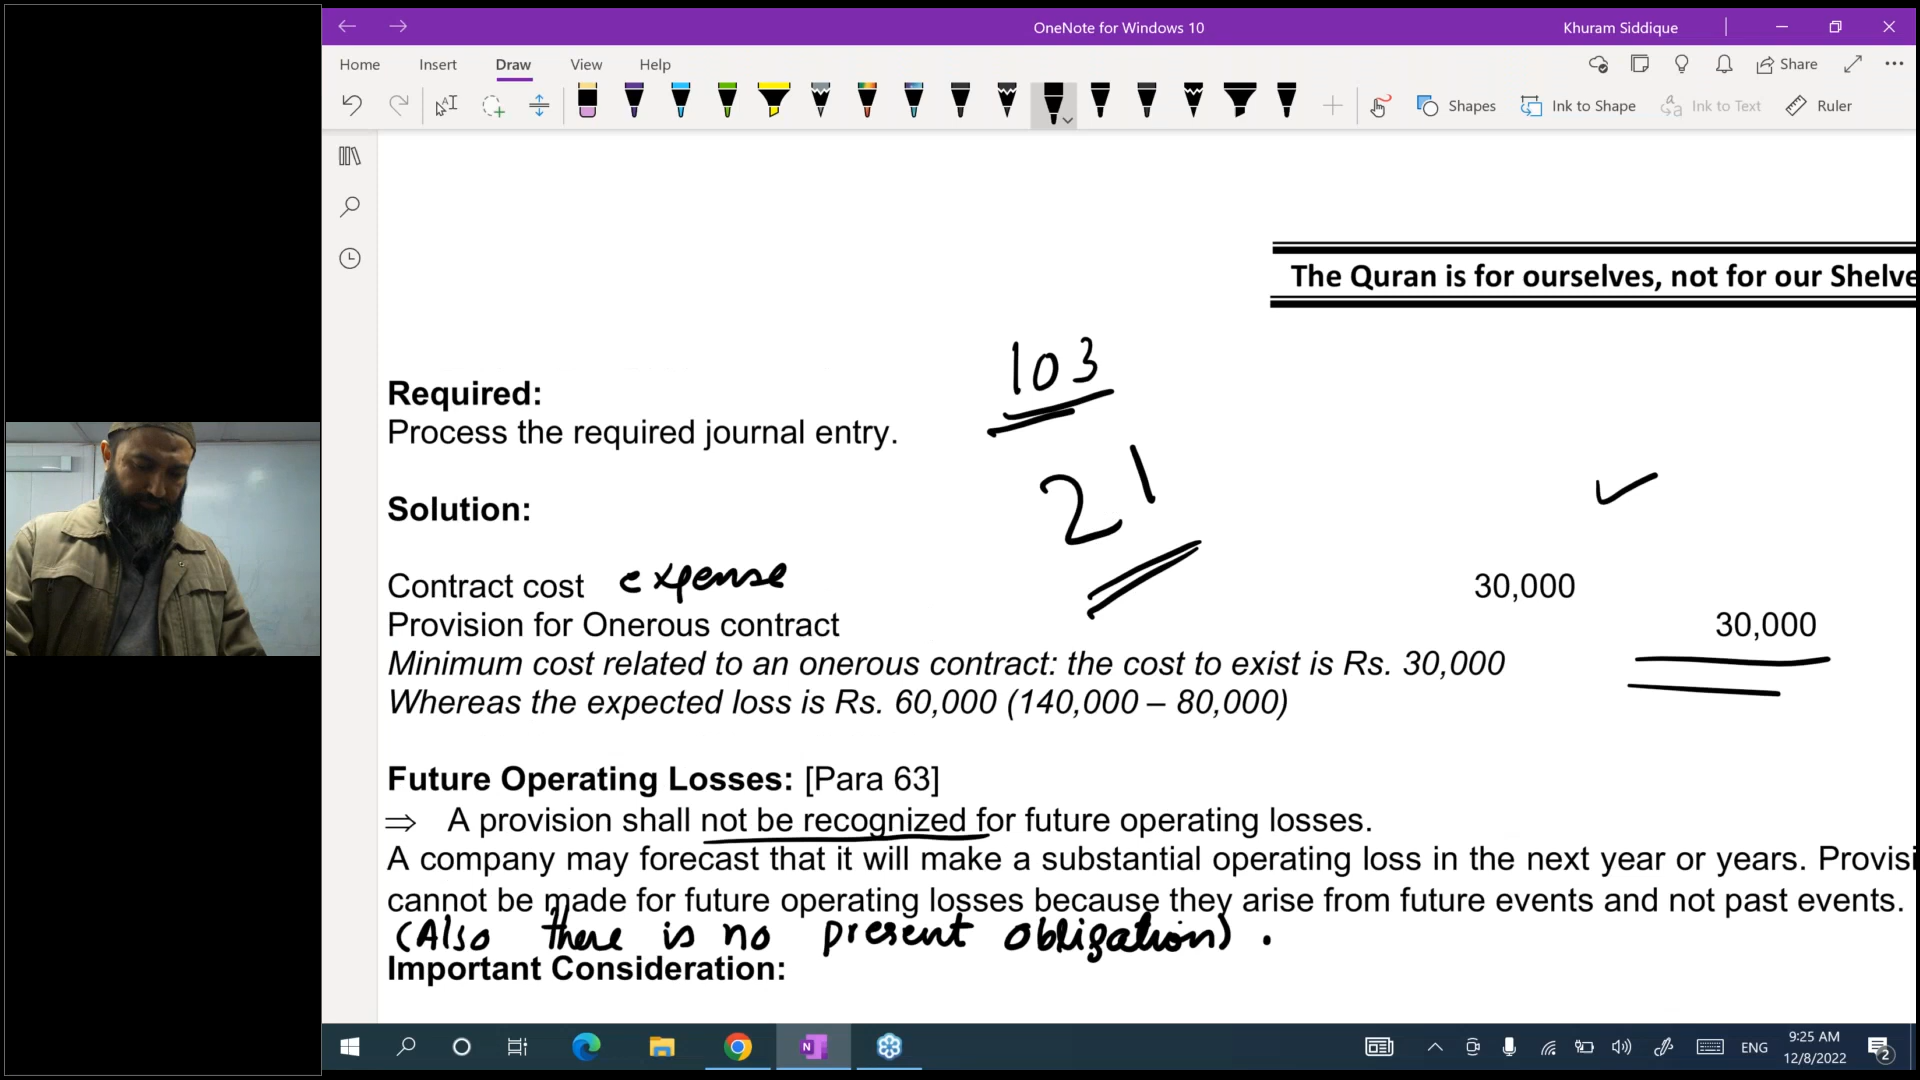 OneNote for Windows 10
Khuram Siddique
Home Insert Draw View Help
Share
Shapes Ink to Shape Ink to Text Ruler
The Quran is for ourselves, not for our Shelve
103
Required:
Process the required journal entry.
21
Solution:
Contract cost expense 30,000
Provision for Onerous contract 30,000
Minimum cost related to an onerous contract: the cost to exist is Rs. 30,000
Whereas the expected loss is Rs. 60,000 (140,000 – 80,000)
Future Operating Losses: [Para 63]
⇒ A provision shall not be recognized for future operating losses.
A company may forecast that it will make a substantial operating loss in the next year or years. Provisi
cannot be made for future operating losses because they arise from future events and not past events.
(Also there is no present obligation).
Important Consideration:
N
ENG
9:25 AM
12/8/2022
2